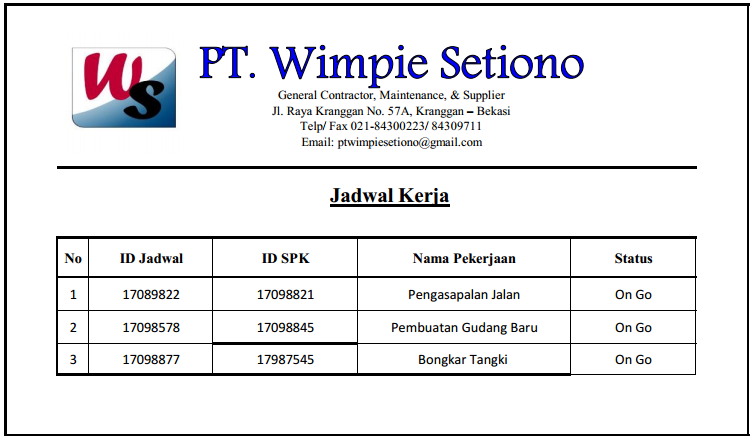 WS
PT. Wimpie Setiono
General Contractor, Maintenance, & Supplier
Jl. Raya Kranggan No. 57A, Kranggan – Bekasi
Telp/ Fax 021-84300223/ 84309711
Email: ptwimpiesetiono@gmail.com
Jadwal Kerja
No ID Jadwal ID SPK Nama Pekerjaan Status
1 17089822 17098821 Pengasapalan Jalan On Go
2 17098578 17098845 Pembuatan Gudang Baru On Go
3 17098877 17987545 Bongkar Tangki On Go